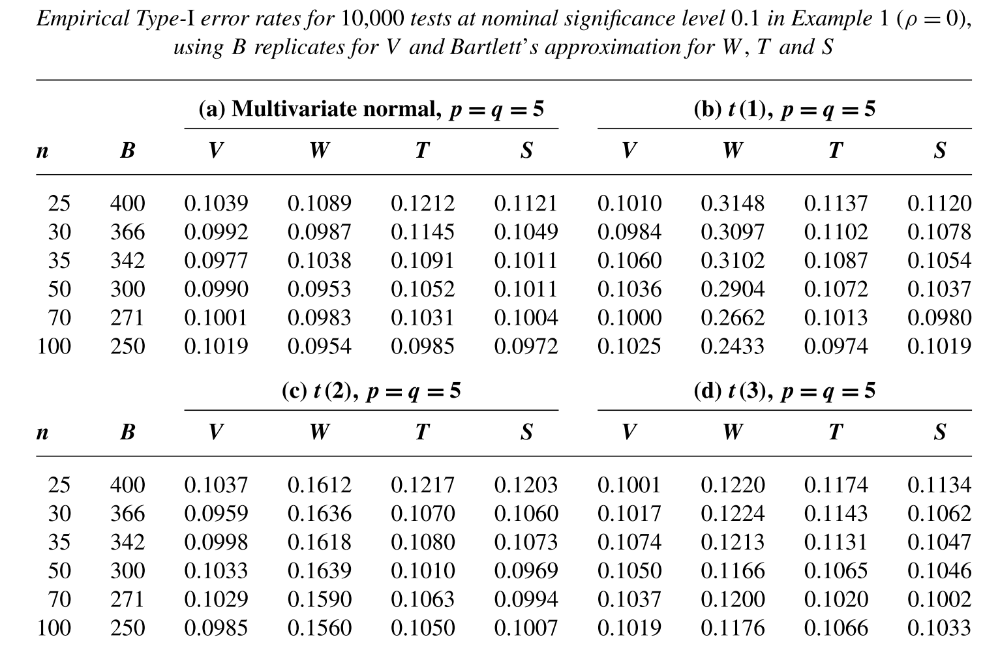 Empirical Type-I error rates for 10,000 tests at nominal significance level 0.1 in Example 1 (ρ = 0),
using B replicates for V and Bartlett's approximation for W, T and S
(a) Multivariate normal, p = q = 5 (b) t(1), p = q = 5
n B V W T S V W T S
25 400 0.1039 0.1089 0.1212 0.1121 0.1010 0.3148 0.1137 0.1120
30 366 0.0992 0.0987 0.1145 0.1049 0.0984 0.3097 0.1102 0.1078
35 342 0.0977 0.1038 0.1091 0.1011 0.1060 0.3102 0.1087 0.1054
50 300 0.0990 0.0953 0.1052 0.1011 0.1036 0.2904 0.1072 0.1037
70 271 0.1001 0.0983 0.1031 0.1004 0.1000 0.2662 0.1013 0.0980
100 250 0.1019 0.0954 0.0985 0.0972 0.1025 0.2433 0.0974 0.1019
(c) t(2), p = q = 5 (d) t(3), p = q = 5
n B V W T S V W T S
25 400 0.1037 0.1612 0.1217 0.1203 0.1001 0.1220 0.1174 0.1134
30 366 0.0959 0.1636 0.1070 0.1060 0.1017 0.1224 0.1143 0.1062
35 342 0.0998 0.1618 0.1080 0.1073 0.1074 0.1213 0.1131 0.1047
50 300 0.1033 0.1639 0.1010 0.0969 0.1050 0.1166 0.1065 0.1046
70 271 0.1029 0.1590 0.1063 0.0994 0.1037 0.1200 0.1020 0.1002
100 250 0.0985 0.1560 0.1050 0.1007 0.1019 0.1176 0.1066 0.1033